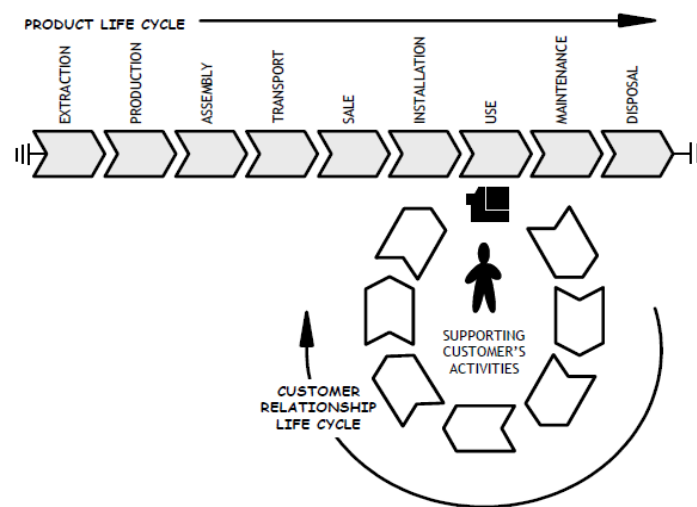 PRODUCT LIFE CYCLE
EXTRACTION
PRODUCTION
ASSEMBLY
TRANSPORT
SALE
INSTALLATION
USE
MAINTENANCE
DISPOSAL
SUPPORTING
CUSTOMER'S
ACTIVITIES
CUSTOMER
RELATIONSHIP
LIFE CYCLE